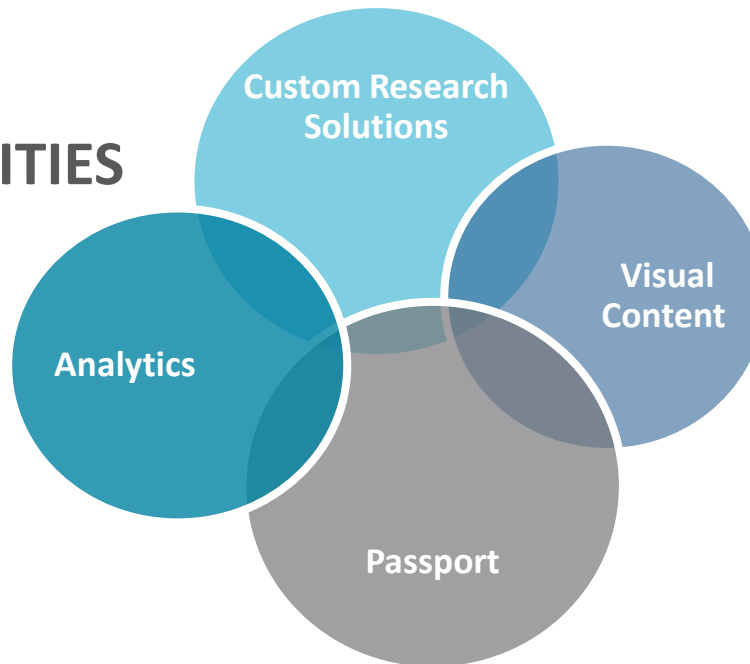 Custom Research
Solutions
ITIES
Visual
Content
Analytics
Passport